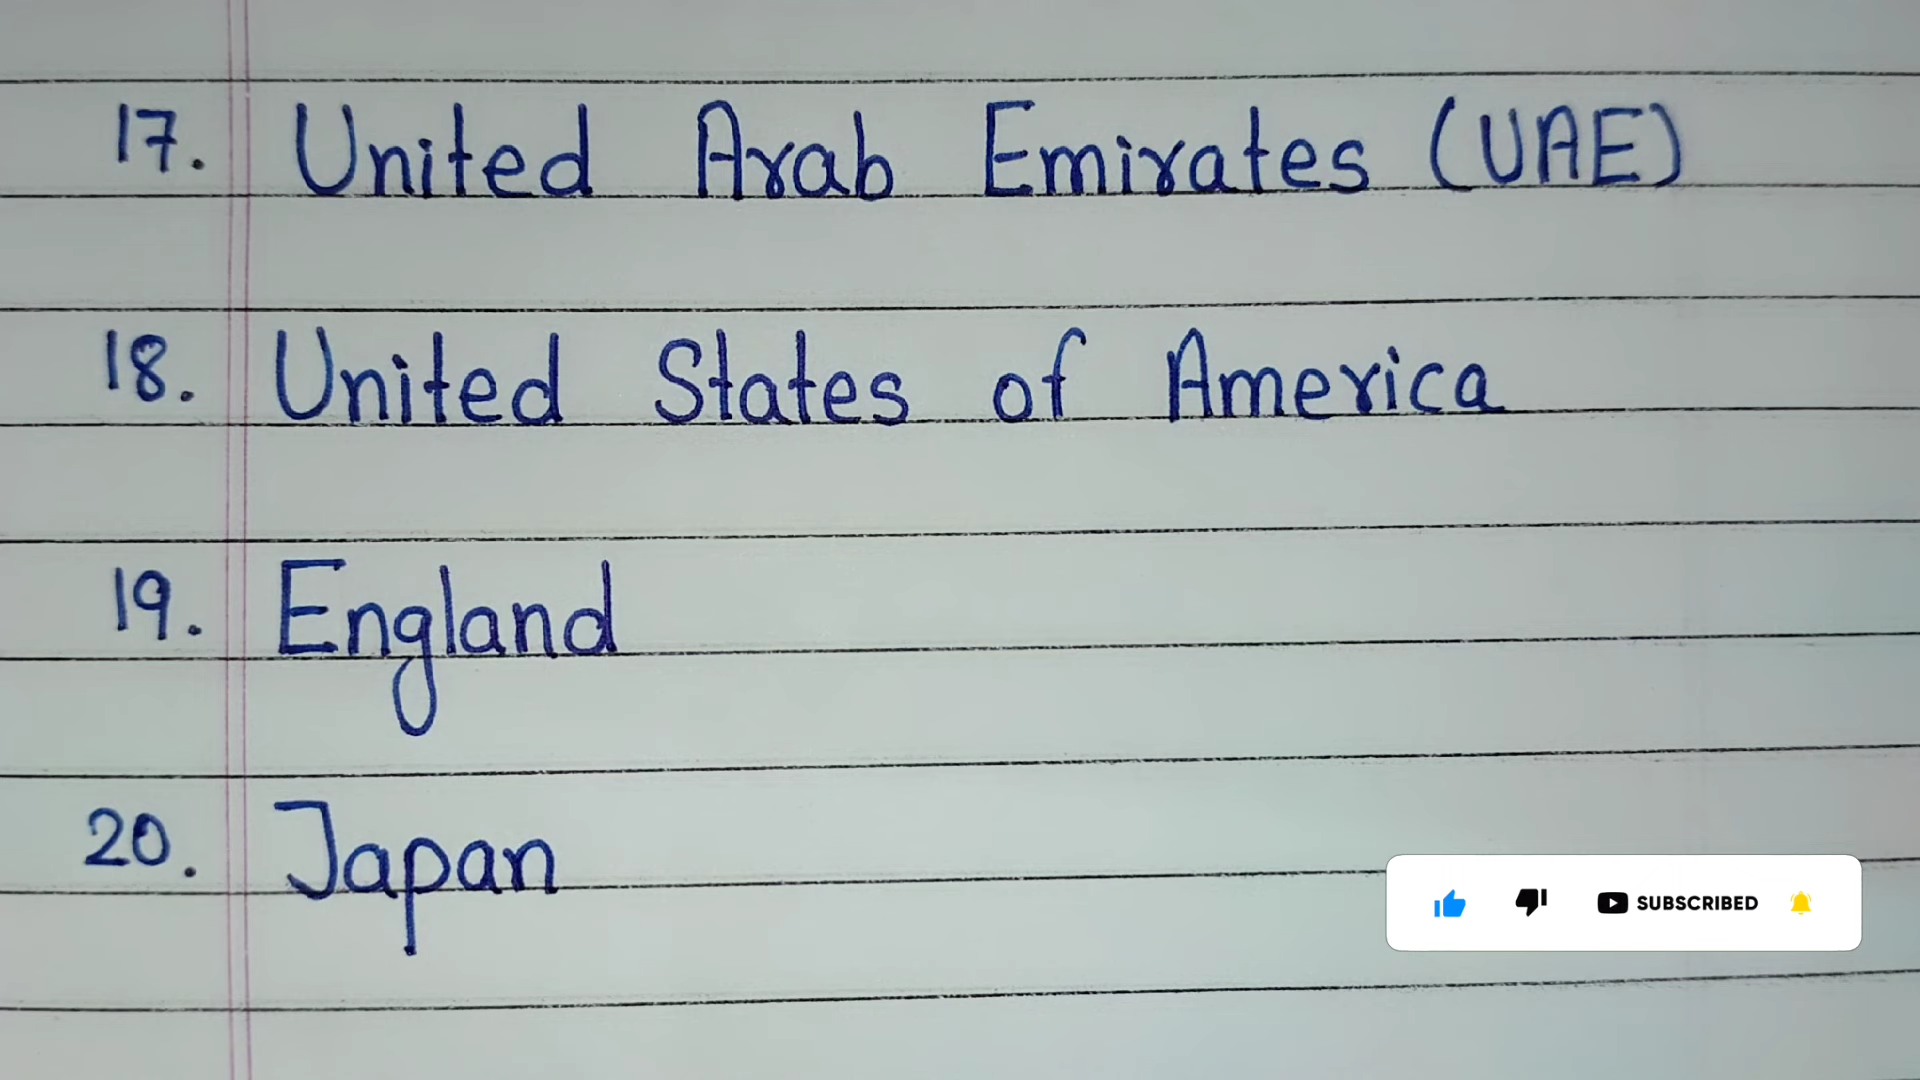 17. United Arab Emirates (UAE)
18. United States of America
19. England
20. Japan
SUBSCRIBED